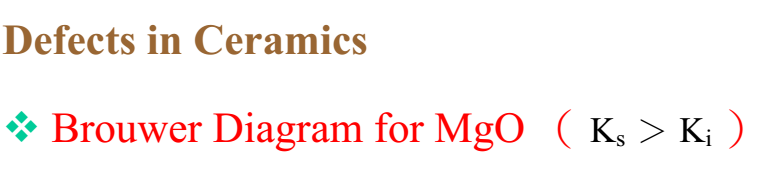 Defects in Ceramics
❖ Brouwer Diagram for MgO （ Ks > Ki ）